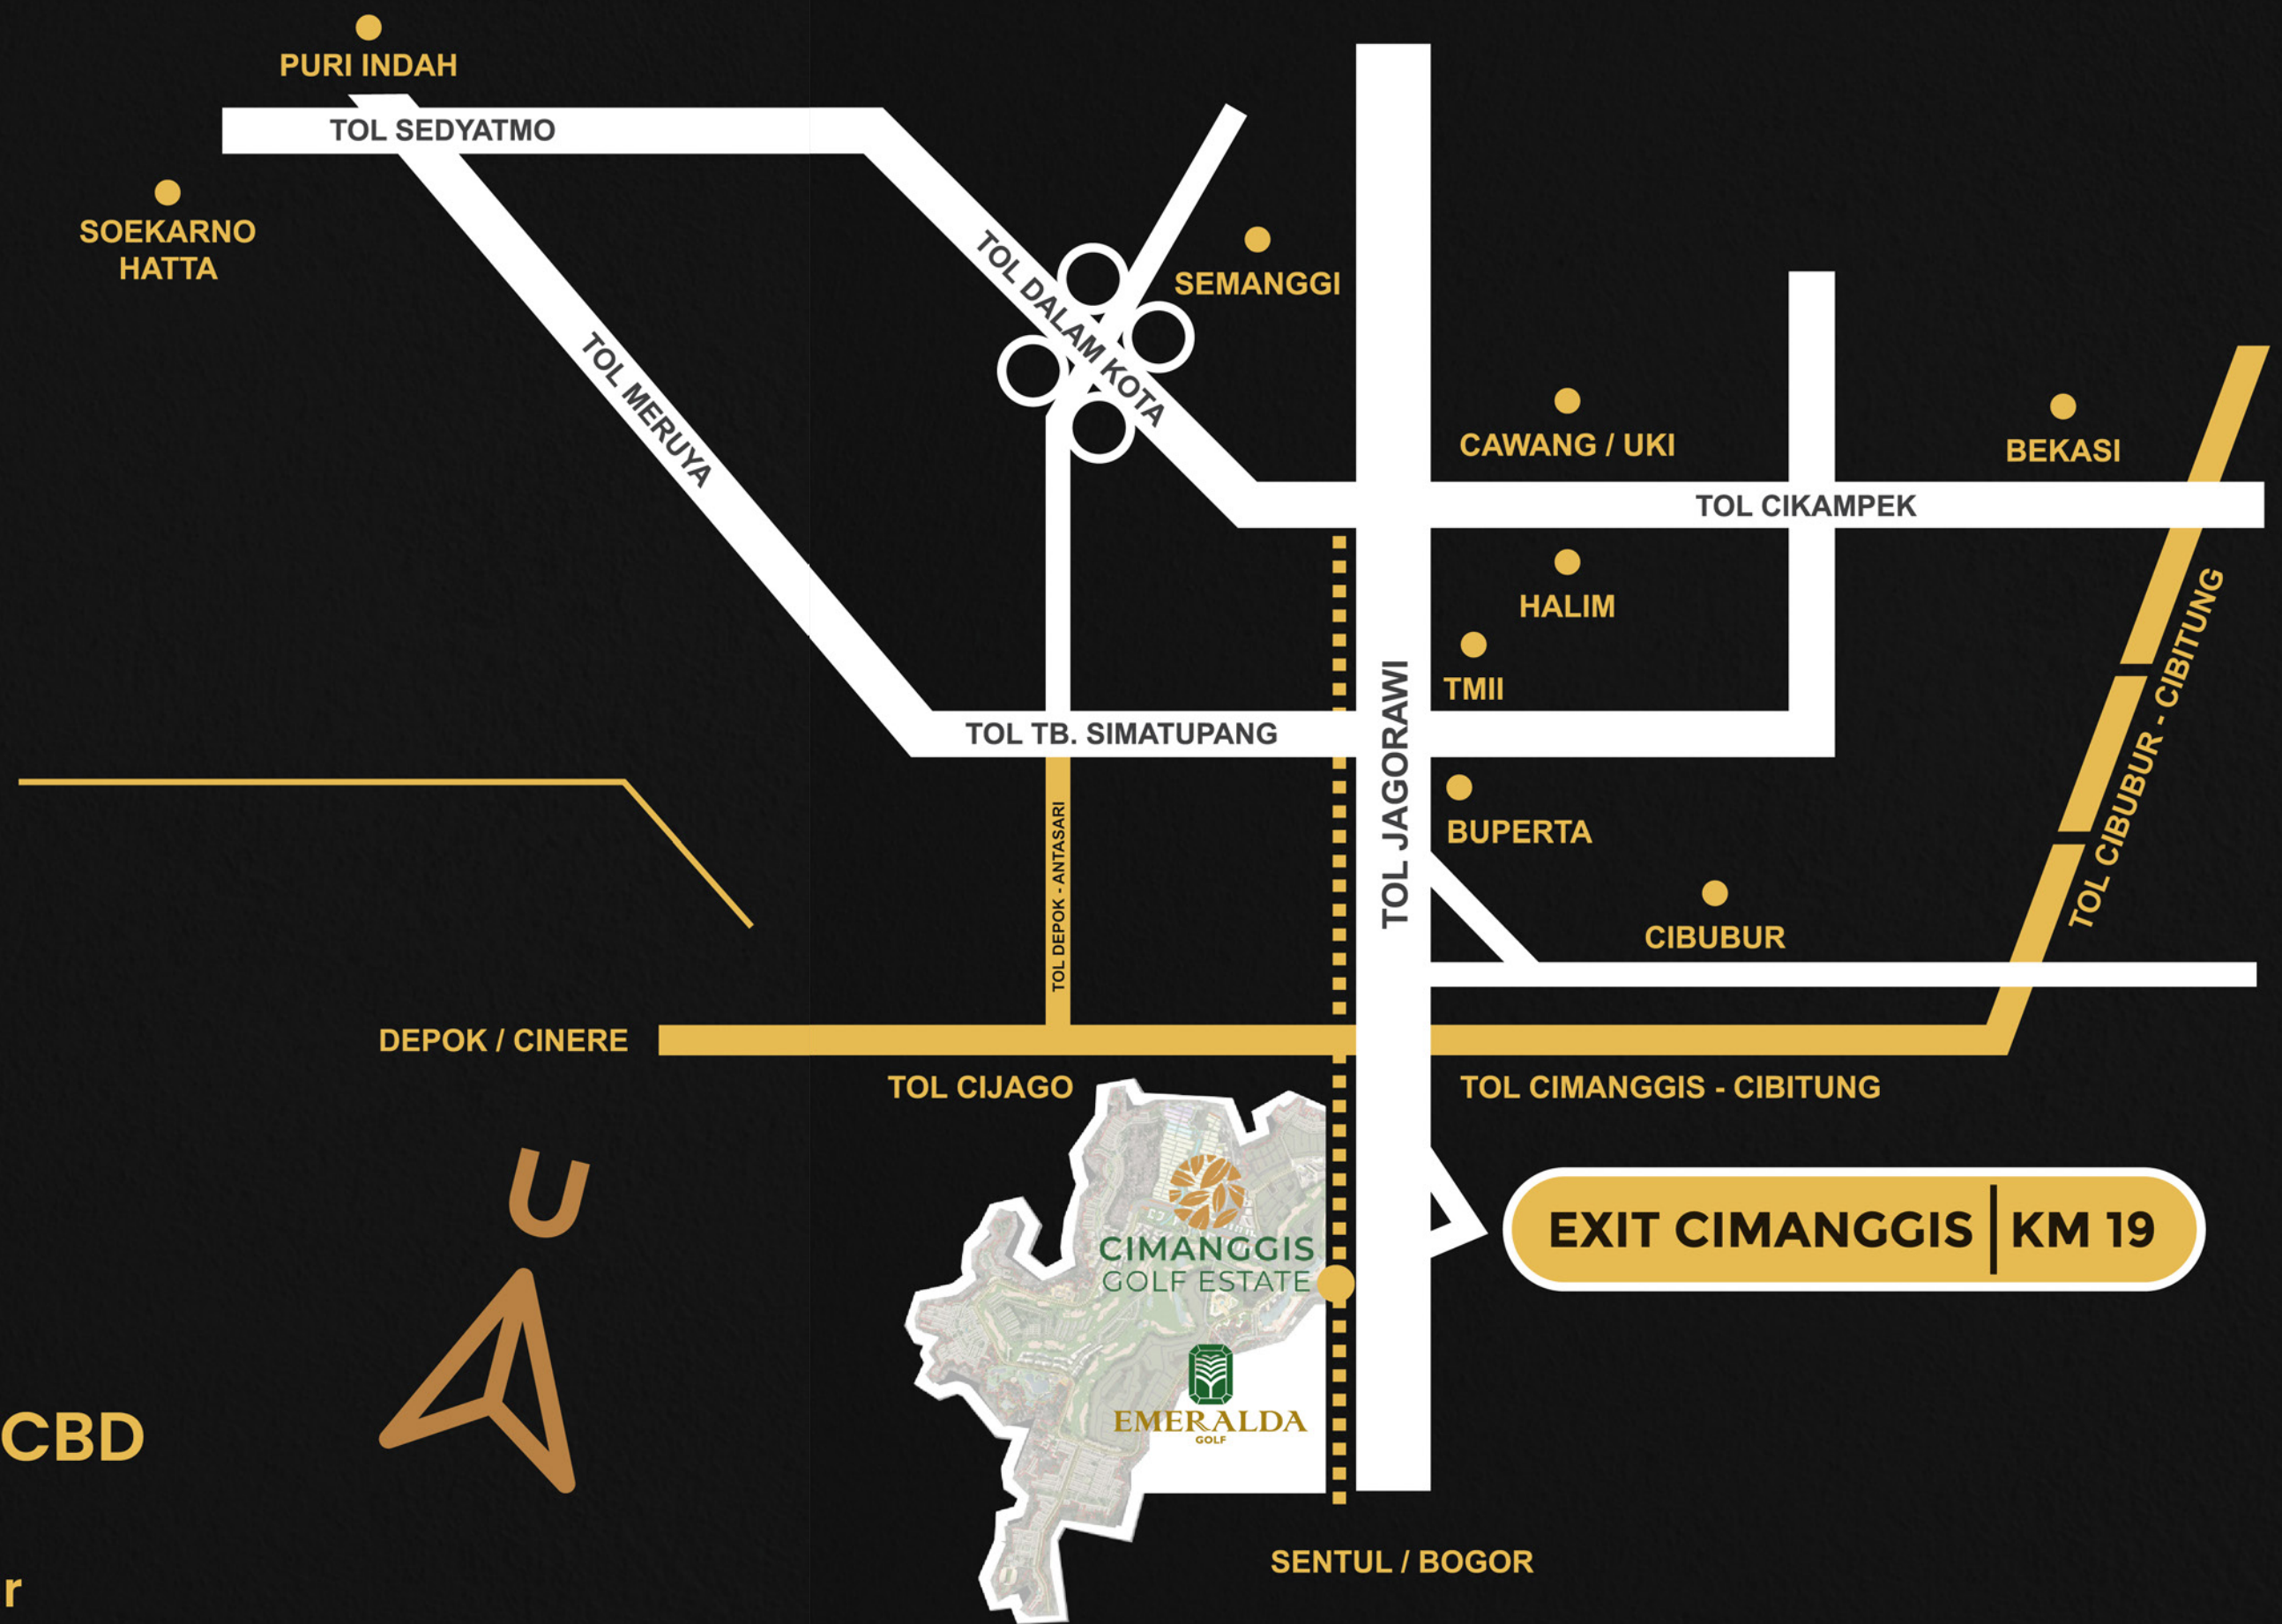 PURI INDAH
TOL SEDYATMO
SOEKARNO
HATTA
TOL MERUYA
TOL DALAM KOTA
SEMANGGI
CAWANG / UKI
BEKASI
TOL CIKAMPEK
HALIM
TMII
TOL TB. SIMATUPANG
TOL JAGORAWI
BUPERTA
TOL CIBUBUR - CIBITUNG
TOL DEPOK - ANTASARI
CIBUBUR
DEPOK / CINERE
TOL CIJAGO
TOL CIMANGGIS - CIBITUNG
U
EXIT CIMANGGIS | KM 19
CIMANGGIS
GOLF ESTATE
EMERALDA
GOLF
CBD
SENTUL / BOGOR
r